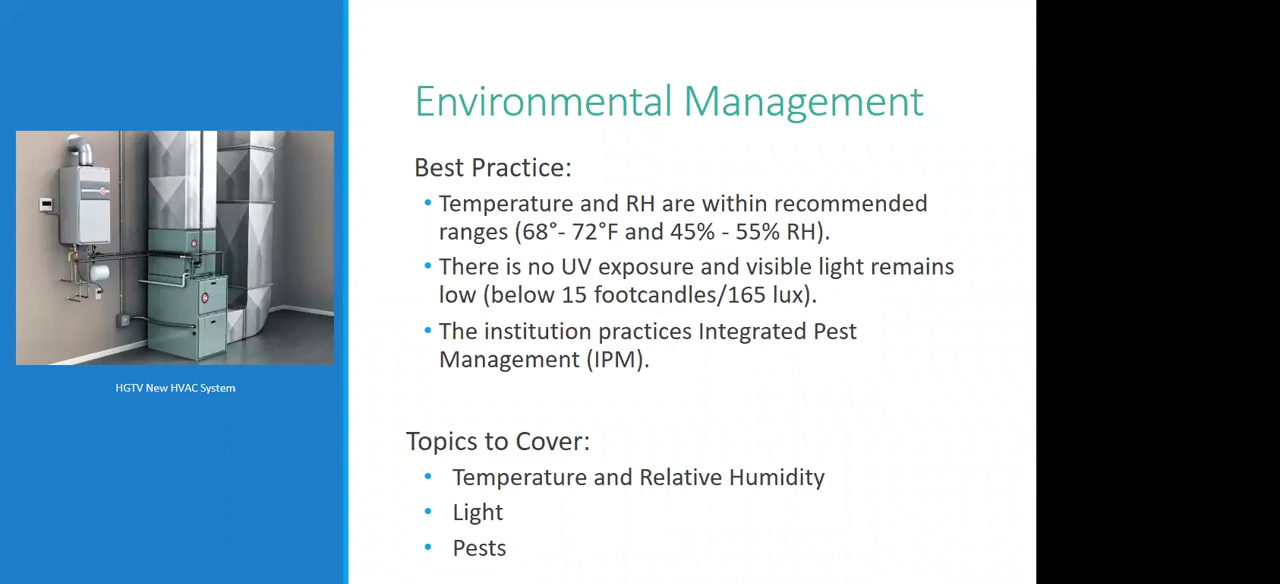 Environmental Management
Best Practice:
• Temperature and RH are within recommended
ranges (68°- 72°F and 45% - 55% RH).
• There is no UV exposure and visible light remains
low (below 15 footcandles/165 lux).
• The institution practices Integrated Pest
Management (IPM).
HGTV New HVAC System
Topics to Cover:
• Temperature and Relative Humidity
• Light
• Pests